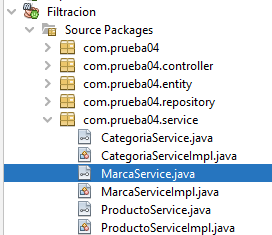 Filtracion
Source Packages
com.prueba04
com.prueba04.controller
com.prueba04.entity
com.prueba04.repository
com.prueba04.service
CategoriaService.java
CategoriaServiceImpl.java
MarcaService.java
MarcaServiceImpl.java
ProductoService.java
ProductoServiceImpl.java